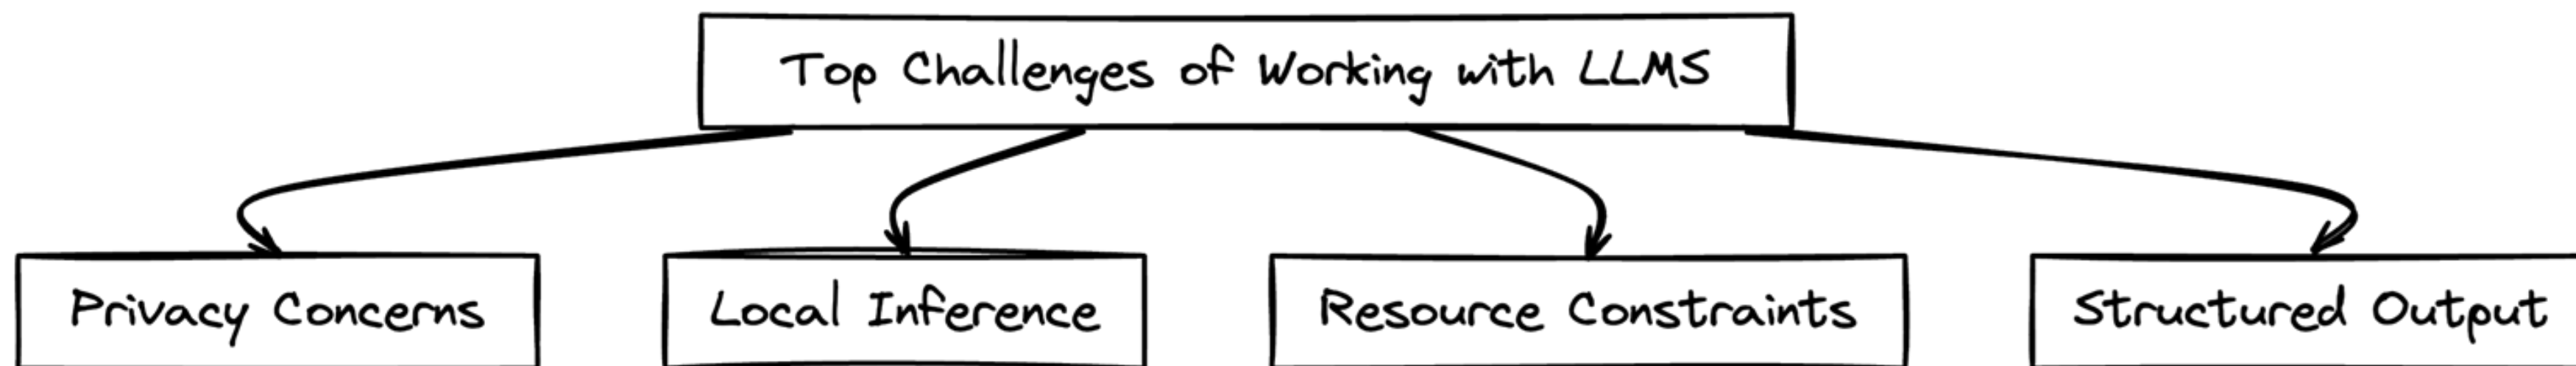 Top Challenges of Working with LLMS
Privacy Concerns
Local Inference
Resource Constraints
Structured Output